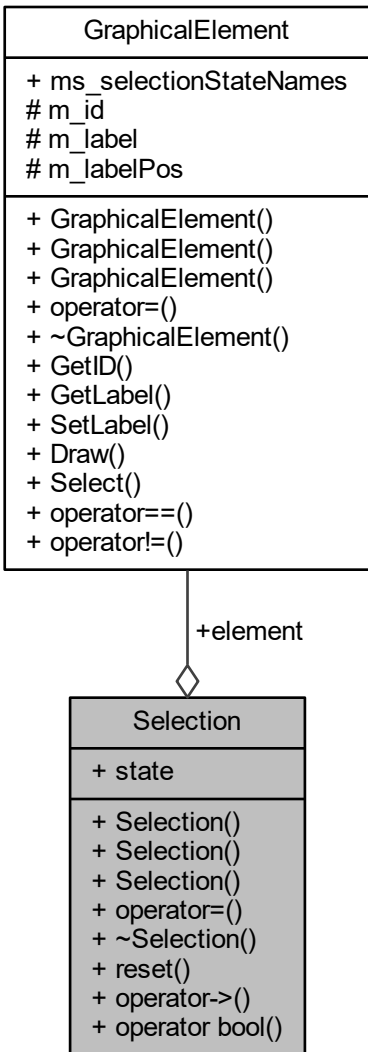 GraphicalElement
+ ms_selectionStateNames
# m_id
# m_label
# m_labelPos
+ GraphicalElement()
+ GraphicalElement()
+ GraphicalElement()
+ operator=()
+ ~GraphicalElement()
+ GetID()
+ GetLabel()
+ SetLabel()
+ Draw()
+ Select()
+ operator==()
+ operator!=()
+element
Selection
+ state
+ Selection()
+ Selection()
+ Selection()
+ operator=()
+ ~Selection()
+ reset()
+ operator->()
+ operator bool()